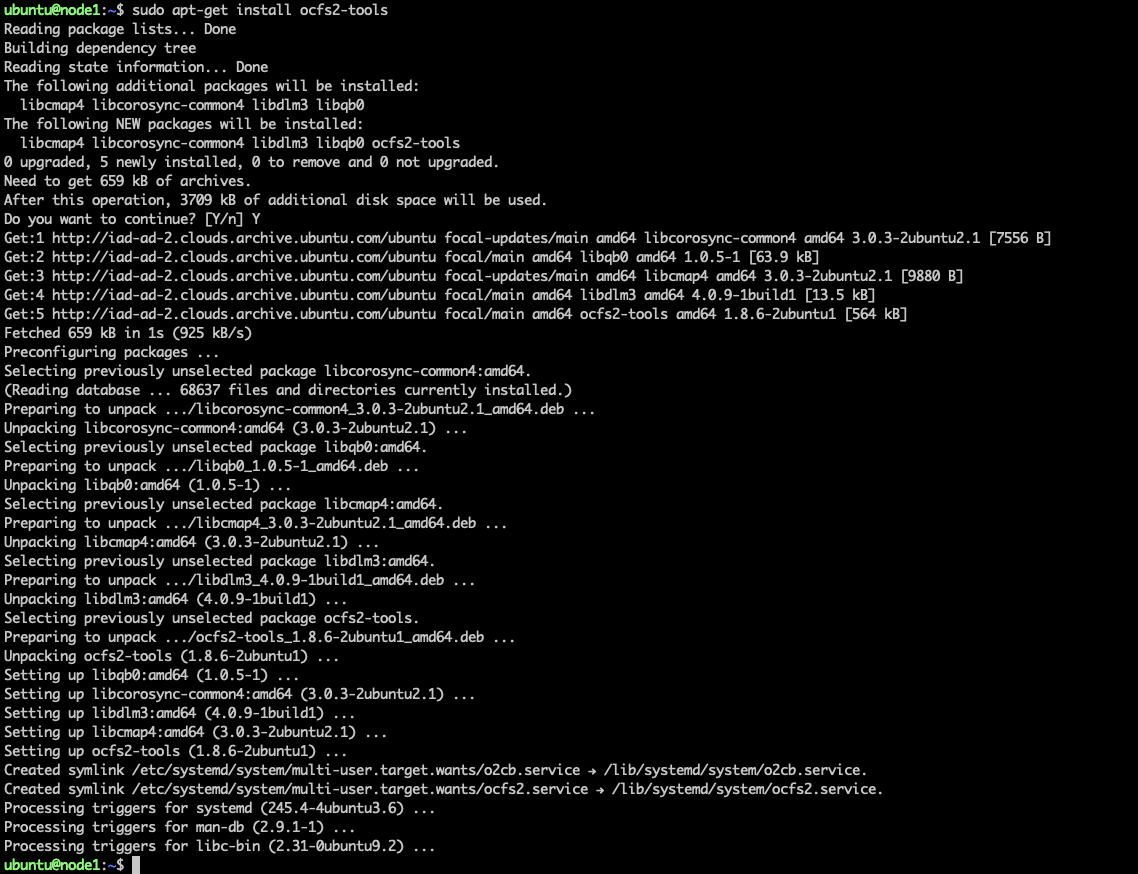 ubuntu@node1:~$ sudo apt-get install ocfs2-tools
Reading package lists... Done
Building dependency tree
Reading state information... Done
The following additional packages will be installed:
  libcmap4 libcorosync-common4 libdlm3 libqb0
The following NEW packages will be installed:
  libcmap4 libcorosync-common4 libdlm3 libqb0 ocfs2-tools
0 upgraded, 5 newly installed, 0 to remove and 0 not upgraded.
Need to get 659 kB of archives.
After this operation, 3709 kB of additional disk space will be used.
Do you want to continue? [Y/n] Y
Get:1 http://iad-ad-2.clouds.archive.ubuntu.com/ubuntu focal-updates/main amd64 libcorosync-common4 amd64 3.0.3-2ubuntu2.1 [7556 B]
Get:2 http://iad-ad-2.clouds.archive.ubuntu.com/ubuntu focal/main amd64 libqb0 amd64 1.0.5-1 [63.9 kB]
Get:3 http://iad-ad-2.clouds.archive.ubuntu.com/ubuntu focal-updates/main amd64 libcmap4 amd64 3.0.3-2ubuntu2.1 [9880 B]
Get:4 http://iad-ad-2.clouds.archive.ubuntu.com/ubuntu focal/main amd64 libdlm3 amd64 4.0.9-1build1 [13.5 kB]
Get:5 http://iad-ad-2.clouds.archive.ubuntu.com/ubuntu focal/main amd64 ocfs2-tools amd64 1.8.6-2ubuntu1 [564 kB]
Fetched 659 kB in 1s (925 kB/s)
Preconfiguring packages ...
Selecting previously unselected package libcorosync-common4:amd64.
(Reading database ... 68637 files and directories currently installed.)
Preparing to unpack .../libcorosync-common4_3.0.3-2ubuntu2.1_amd64.deb ...
Unpacking libcorosync-common4:amd64 (3.0.3-2ubuntu2.1) ...
Selecting previously unselected package libqb0:amd64.
Preparing to unpack .../libqb0_1.0.5-1_amd64.deb ...
Unpacking libqb0:amd64 (1.0.5-1) ...
Selecting previously unselected package libcmap4:amd64.
Preparing to unpack .../libcmap4_3.0.3-2ubuntu2.1_amd64.deb ...
Unpacking libcmap4:amd64 (3.0.3-2ubuntu2.1) ...
Selecting previously unselected package libdlm3:amd64.
Preparing to unpack .../libdlm3_4.0.9-1build1_amd64.deb ...
Unpacking libdlm3:amd64 (4.0.9-1build1) ...
Selecting previously unselected package ocfs2-tools.
Preparing to unpack .../ocfs2-tools_1.8.6-2ubuntu1_amd64.deb ...
Unpacking ocfs2-tools (1.8.6-2ubuntu1) ...
Setting up libqb0:amd64 (1.0.5-1) ...
Setting up libcorosync-common4:amd64 (3.0.3-2ubuntu2.1) ...
Setting up libdlm3:amd64 (4.0.9-1build1) ...
Setting up libcmap4:amd64 (3.0.3-2ubuntu2.1) ...
Setting up ocfs2-tools (1.8.6-2ubuntu1) ...
Created symlink /etc/systemd/system/multi-user.target.wants/o2cb.service → /lib/systemd/system/o2cb.service.
Created symlink /etc/systemd/system/multi-user.target.wants/ocfs2.service → /lib/systemd/system/ocfs2.service.
Processing triggers for systemd (245.4-4ubuntu3.6) ...
Processing triggers for man-db (2.9.1-1) ...
Processing triggers for libc-bin (2.31-0ubuntu9.2) ...
ubuntu@node1:~$